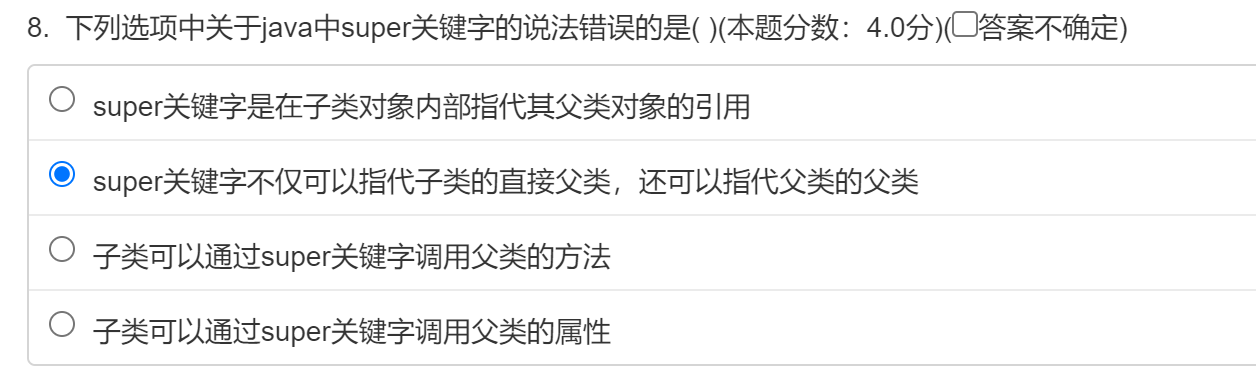 8. 下列选项中关于java中super关键字的说法错误的是( )(本题分数：4.0分)(答案不确定)
super关键字是在子类对象内部指代其父类对象的引用
super关键字不仅可以指代子类的直接父类，还可以指代父类的父类
子类可以通过super关键字调用父类的方法
子类可以通过super关键字调用父类的属性